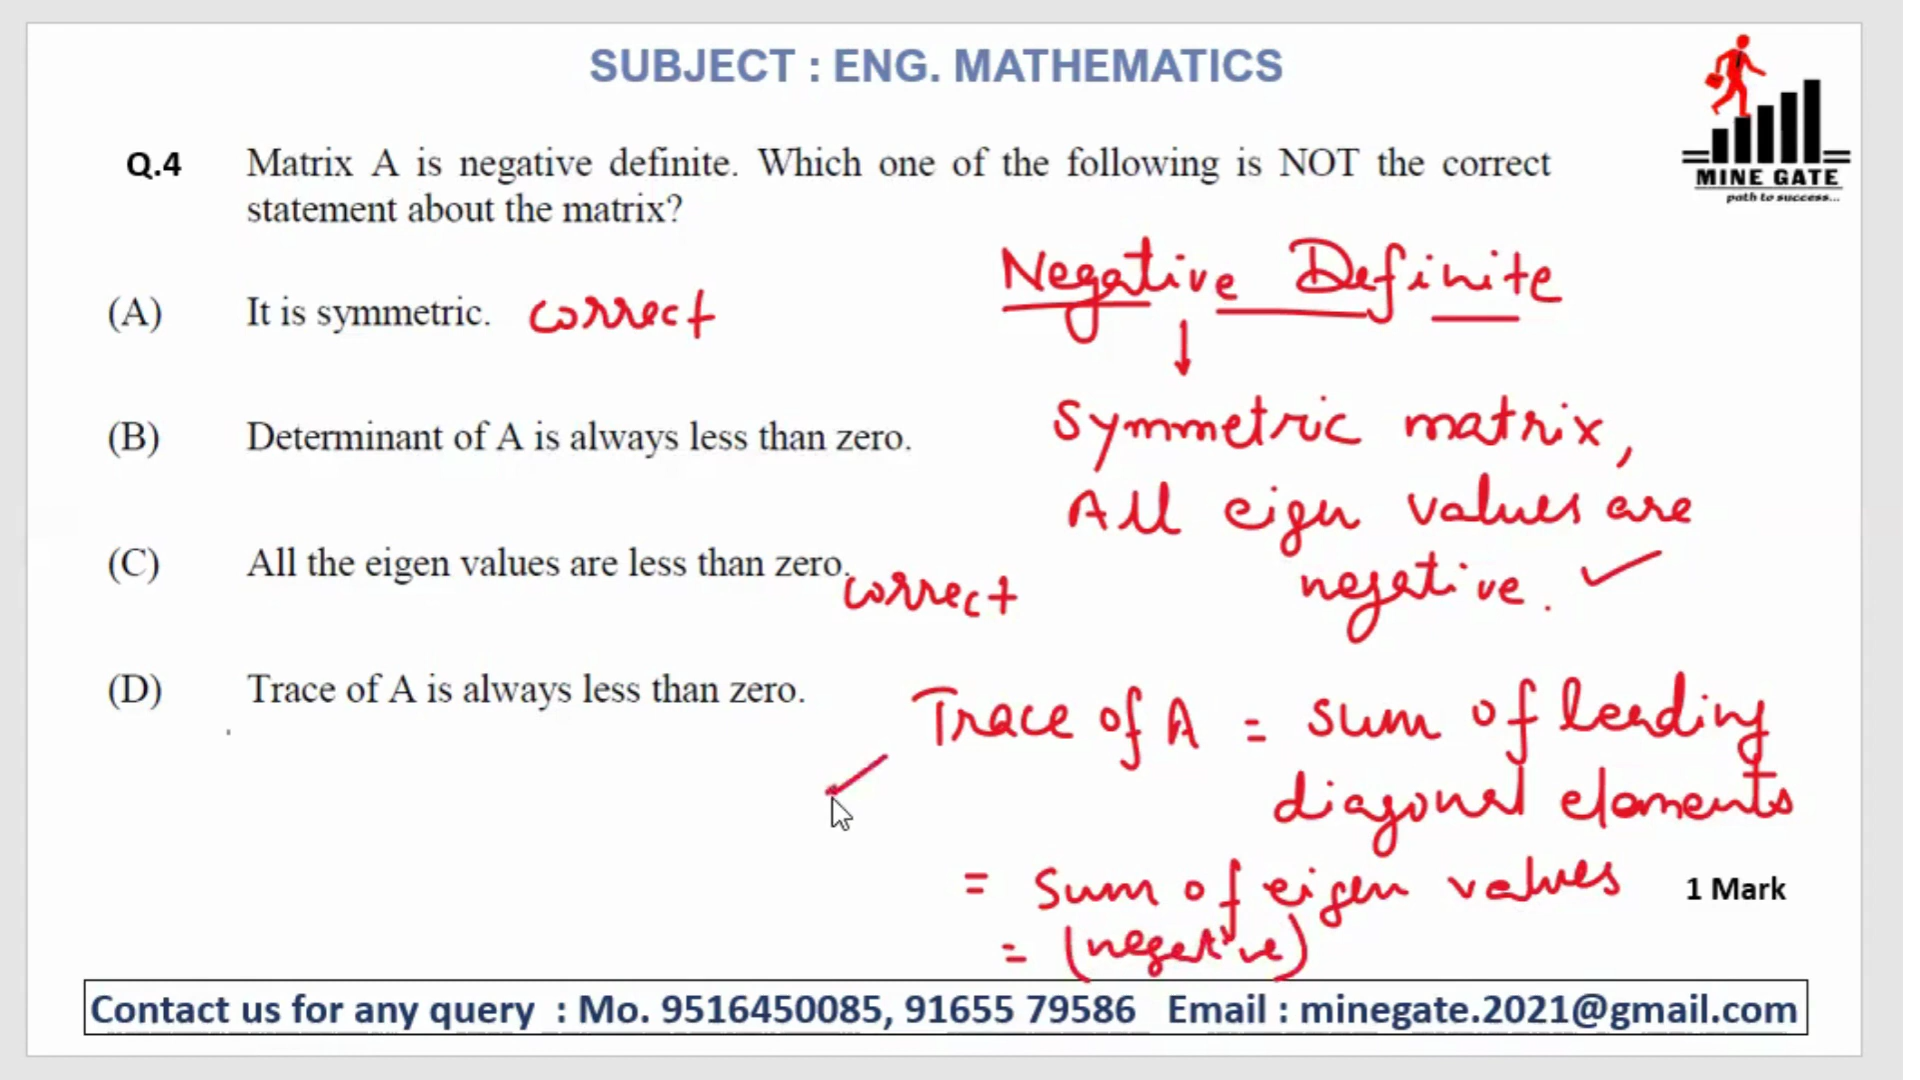 SUBJECT : ENG. MATHEMATICS
MINE GATE
path to success...
Q.4 Matrix A is negative definite. Which one of the following is NOT the correct
statement about the matrix?
Negative Definite
(A) It is symmetric. correct
Symmetric matrix,
(B) Determinant of A is always less than zero.
All eigen values are
negative. ✓
(C) All the eigen values are less than zero.
correct
(D) Trace of A is always less than zero.
Trace of A = sum of leading
diagonal elements
= Sum of eigen values
1 Mark
= (negative)
Contact us for any query : Mo. 9516450085, 91655 79586 Email : minegate.2021@gmail.com